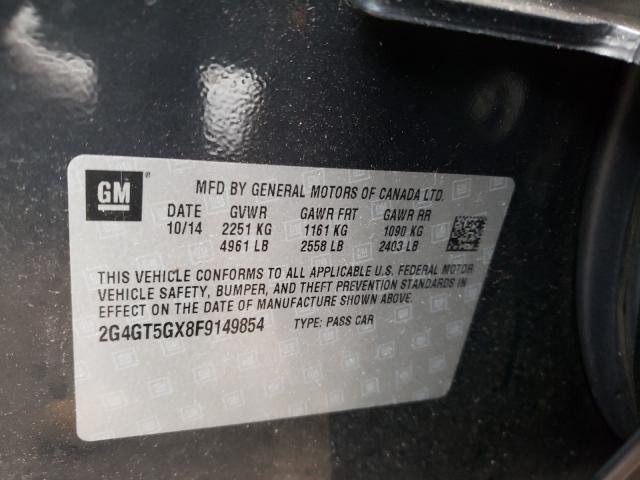 GM ®
MFD BY GENERAL MOTORS OF CANADA LTD.
DATE GVWR GAWR FRT GAWR RR
10/14 2251 KG 1161 KG 1090 KG
4961 LB 2558 LB 2403 LB
THIS VEHICLE CONFORMS TO ALL APPLICABLE U.S. FEDERAL MOTOR
VEHICLE SAFETY, BUMPER, AND THEFT PREVENTION STANDARDS IN
EFFECT ON THE DATE OF MANUFACTURE SHOWN ABOVE.
2G4GT5GX8F9149854 TYPE: PASS CAR